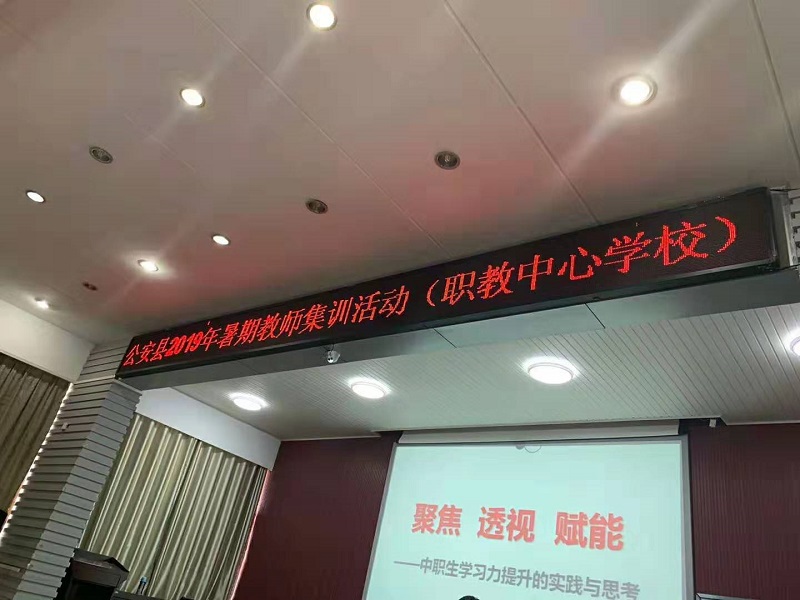 公安县2019年暑期教师集训活动（职教中心学校）
聚焦 透视 赋能
——中职生学习力提升的实践与思考